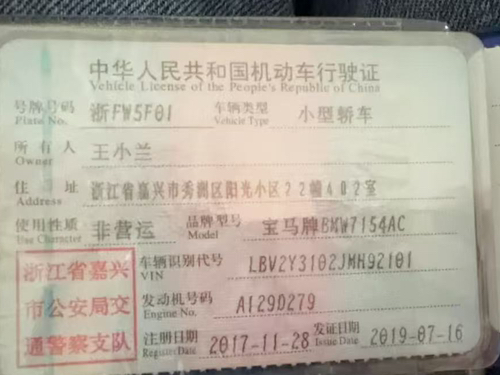 中华人民共和国机动车行驶证
Vehicle License of the People's Republic of China
号牌号码 浙FW5F01 车辆类型 小型轿车
Plate No. Vehicle Type
所有人 王小兰
Owner
住址 浙江省嘉兴市秀洲区阳光小区22幢402室
Address
使用性质 非营运 品牌型号 宝马牌BMW7154AC
Use Character Model
浙江省嘉兴
市公安局交
通警察支队
车辆识别代号 LBV2Y3102JMH92101
VIN
发动机号码 A129D279
Engine No.
注册日期 2017-11-28 发证日期 2019-07-16
Register Date Issue Date